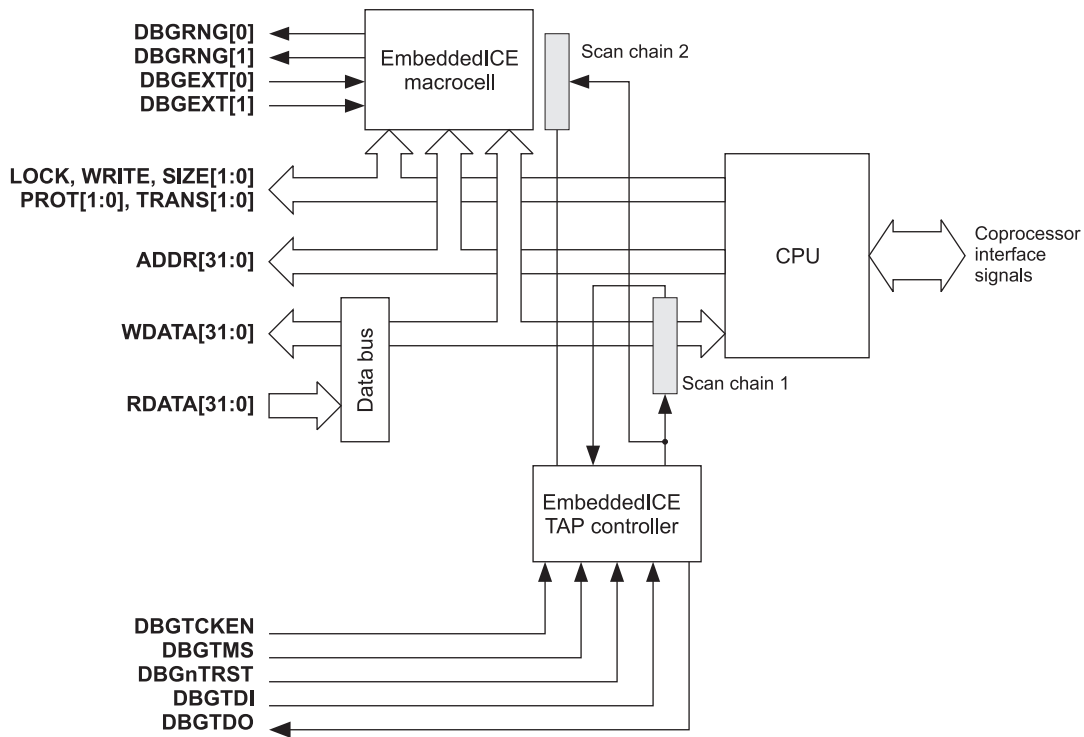 DBGRNG[0]
DBGRNG[1]
DBGEXT[0]
DBGEXT[1]
EmbeddedICE
macrocell
Scan chain 2
LOCK, WRITE, SIZE[1:0]
PROT[1:0], TRANS[1:0]
ADDR[31:0]
CPU
Coprocessor
interface
signals
WDATA[31:0]
Data bus
Scan chain 1
RDATA[31:0]
EmbeddedICE
TAP controller
DBGTCKEN
DBGTMS
DBGnTRST
DBGTDI
DBGTDO